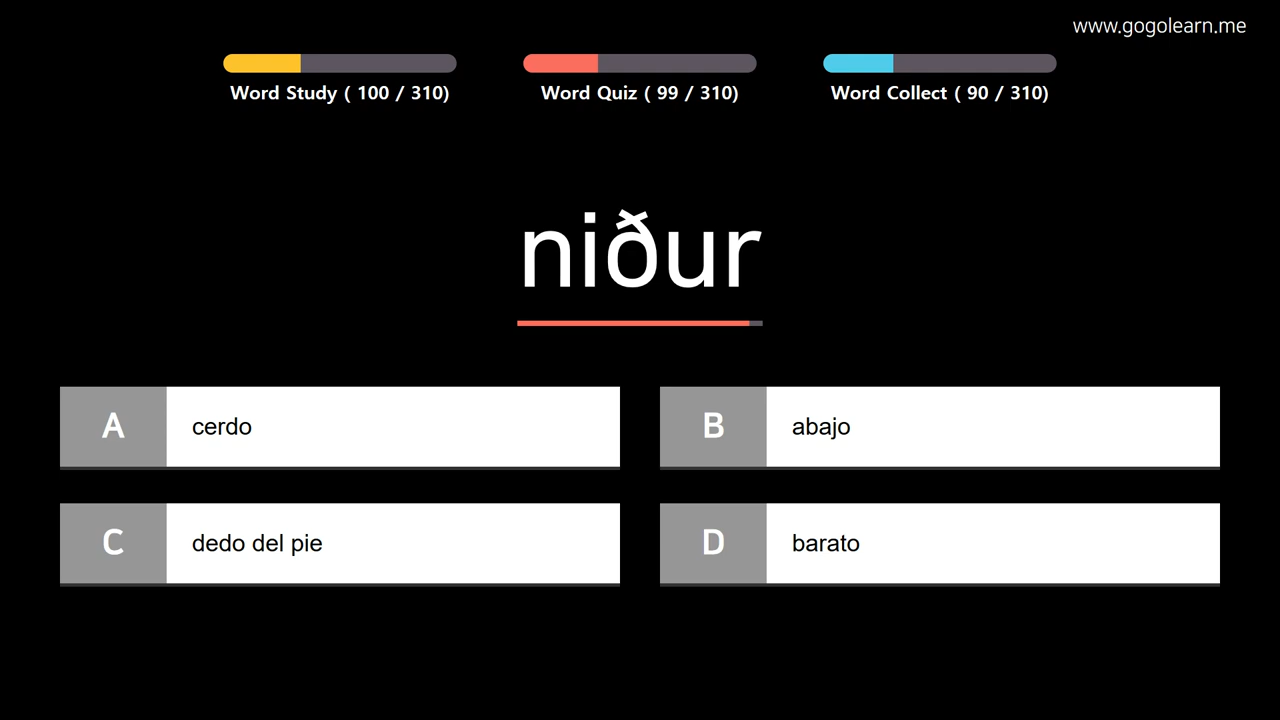 www.gogolearn.me
Word Study ( 100 / 310)
Word Quiz ( 99 / 310)
Word Collect ( 90 / 310)
niður
A cerdo
B abajo
C dedo del pie
D barato